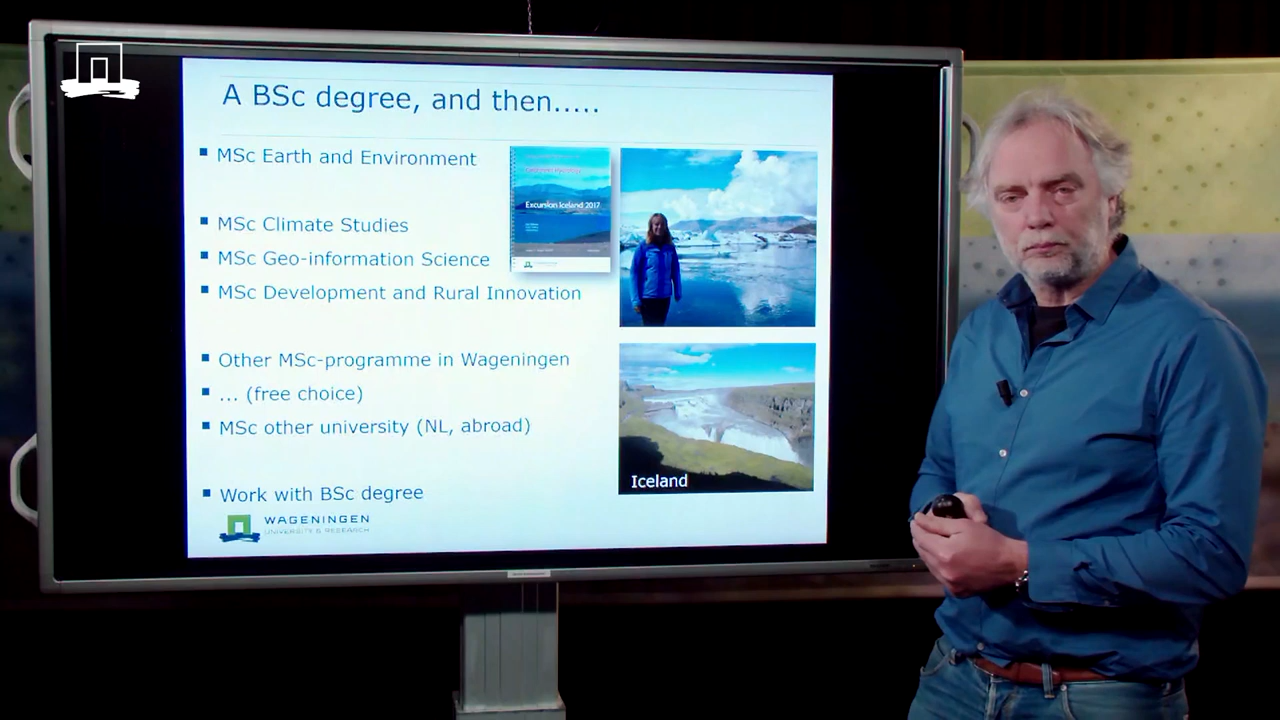 A BSc degree, and then.....
MSc Earth and Environment
MSc Climate Studies
MSc Geo-information Science
MSc Development and Rural Innovation
Other MSc-programme in Wageningen
... (free choice)
MSc other university (NL, abroad)
Work with BSc degree
Excursion Iceland 2017
Iceland
WAGENINGEN
UNIVERSITY & RESEARCH